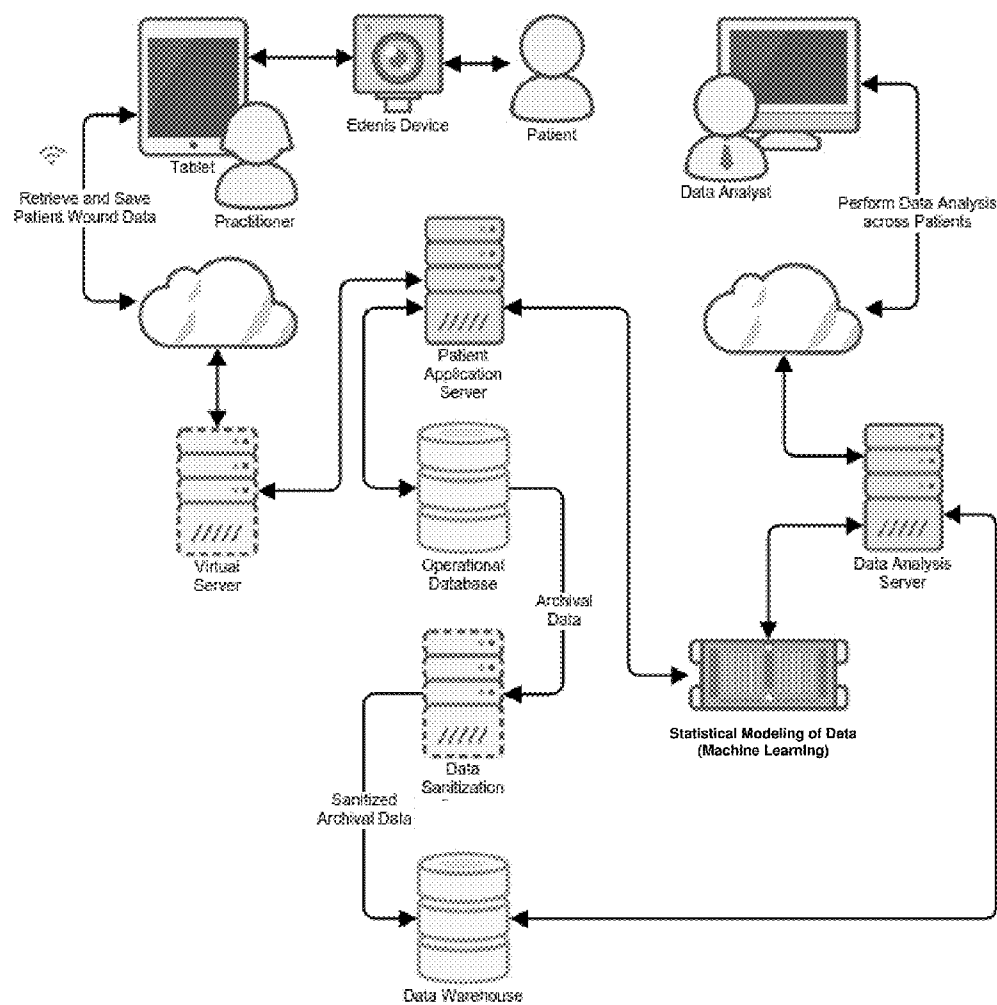 Edenis Device
Patient
Tablet
Practitioner
Data Analyst
Retrieve and Save
Patient Wound Data
Perform Data Analysis
across Patients
Patient
Application
Server
Virtual
Server
Operational
Database
Data Analysis
Server
Archival
Data
Statistical Modeling of Data
(Machine Learning)
Data
Sanitization
Sanitized
Archival Data
Data Warehouse